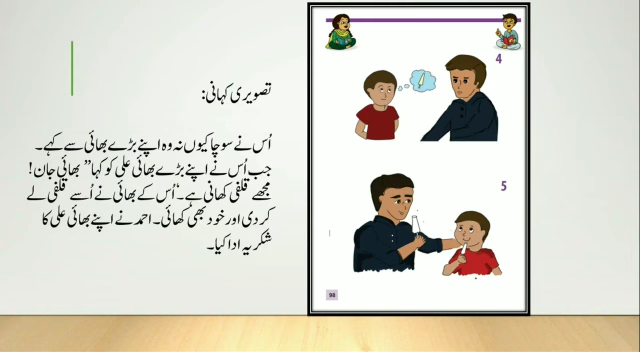 تصویری کہانی:
اُس نے سوچا کیوں نہ وہ اپنے بڑے بھائی سے کہے۔
جب اُس نے اپنے بڑے بھائی علی کو کہا” بھائی جان!
مجھے قلفی کھانی ہے۔“اُس کے بھائی نے اُسے قلفی لے
کر دی اور خود بھی کھائی۔ احمد نے اپنے بھائی علی کا
شکریہ ادا کیا۔
4
5
98